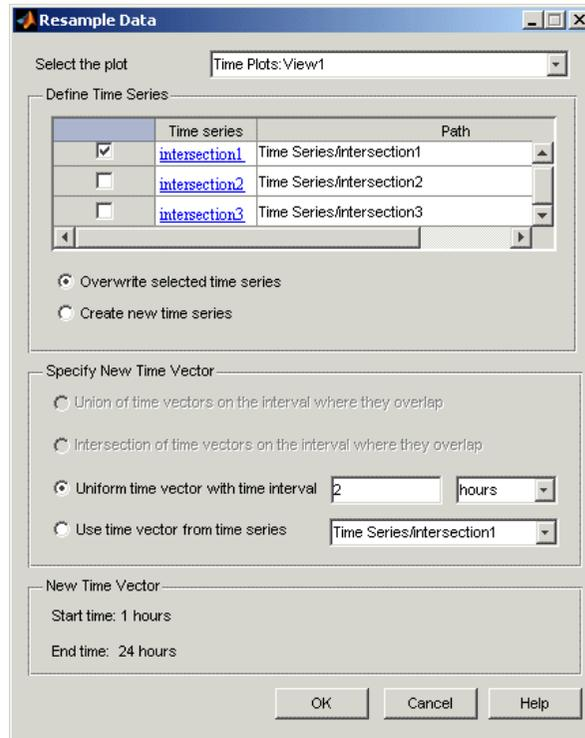 Resample Data
Select the plot Time Plots:View1
Define Time Series
Time series Path
intersection1 Time Series/intersection1
intersection2 Time Series/intersection2
intersection3 Time Series/intersection3
Overwrite selected time series
Create new time series
Specify New Time Vector
Union of time vectors on the interval where they overlap
Intersection of time vectors on the interval where they overlap
Uniform time vector with time interval 2 hours
Use time vector from time series Time Series/intersection1
New Time Vector
Start time: 1 hours
End time: 24 hours
OK Cancel Help